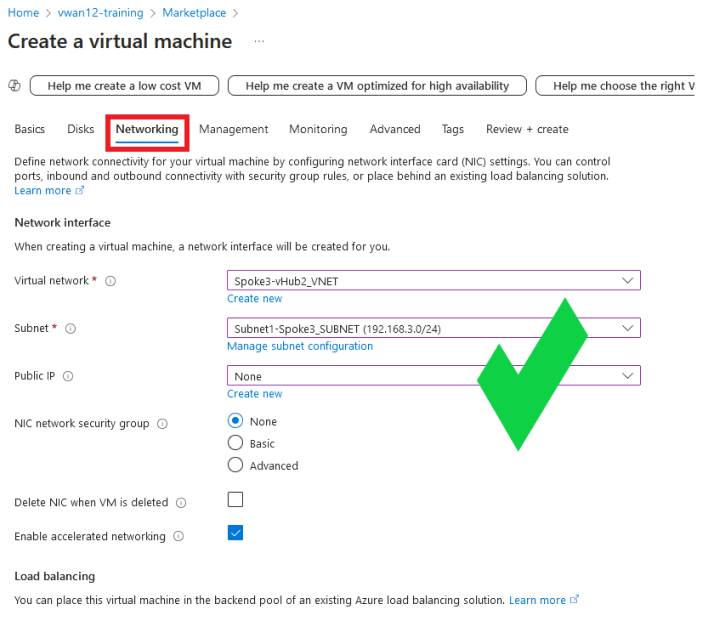 Home > vwan12-training > Marketplace >
Create a virtual machine ...
Help me create a low cost VM Help me create a VM optimized for high availability Help me choose the right V
Basics Disks Networking Management Monitoring Advanced Tags Review + create
Define network connectivity for your virtual machine by configuring network interface card (NIC) settings. You can control
ports, inbound and outbound connectivity with security group rules, or place behind an existing load balancing solution.
Learn more
Network interface
When creating a virtual machine, a network interface will be created for you.
Virtual network * Spoke3-vHub2_VNET
Create new
Subnet * Subnet1-Spoke3_SUBNET (192.168.3.0/24)
Manage subnet configuration
Public IP None
Create new
NIC network security group None
Basic
Advanced
Delete NIC when VM is deleted
Enable accelerated networking
Load balancing
You can place this virtual machine in the backend pool of an existing Azure load balancing solution. Learn more